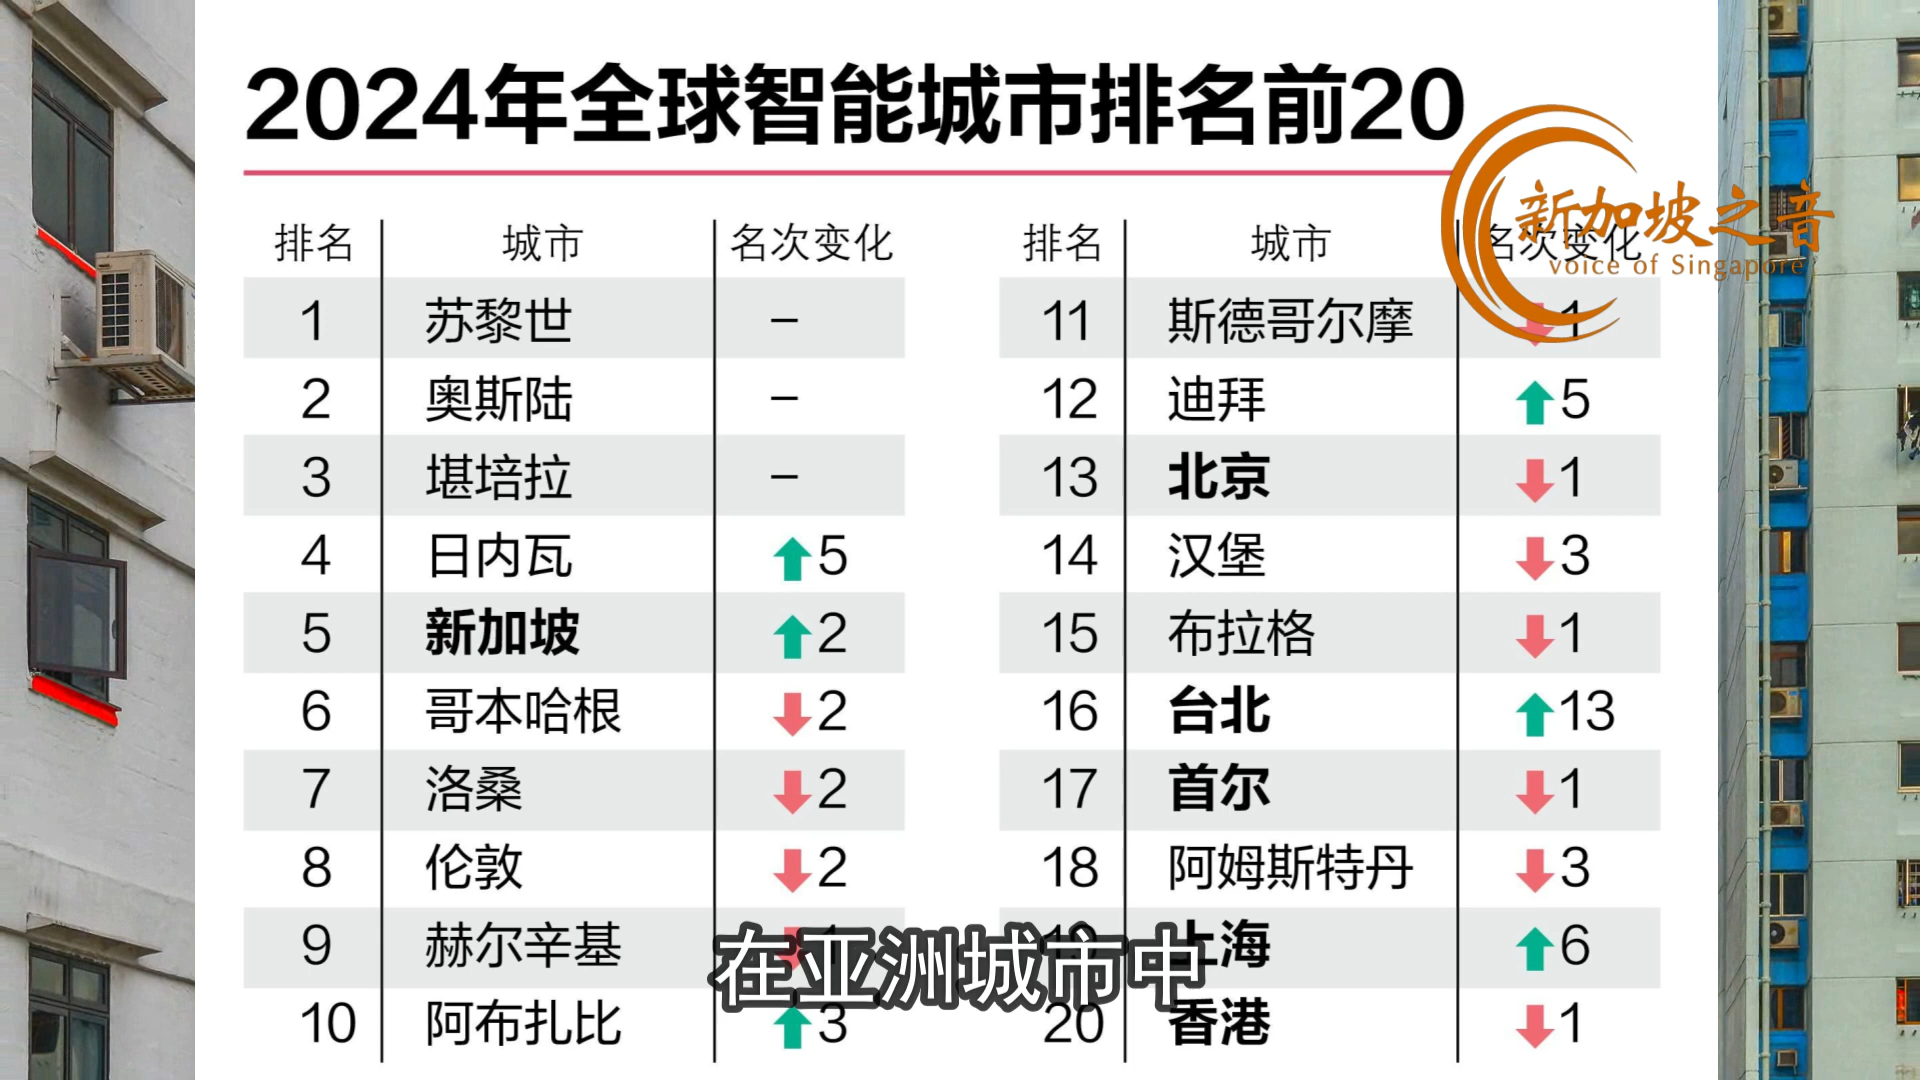 2024年全球智能城市排名前20
新加坡之音
voice of Singapore
排名 城市 名次变化 排名 城市 名次变化
1 苏黎世 – 11 斯德哥尔摩 1
2 奥斯陆 – 12 迪拜 5
3 堪培拉 – 13 北京 1
4 日内瓦 5 14 汉堡 3
5 新加坡 2 15 布拉格 1
6 哥本哈根 2 16 台北 13
7 洛桑 2 17 首尔 1
8 伦敦 2 18 阿姆斯特丹 3
9 赫尔辛基 1 19 上海 6
在亚洲城市中
10 阿布扎比 3 20 香港 1